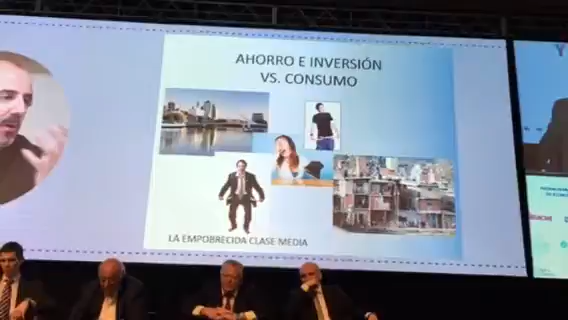 AHORRO E INVERSIÓN
VS. CONSUMO
LA EMPOBRECIDA CLASE MEDIA